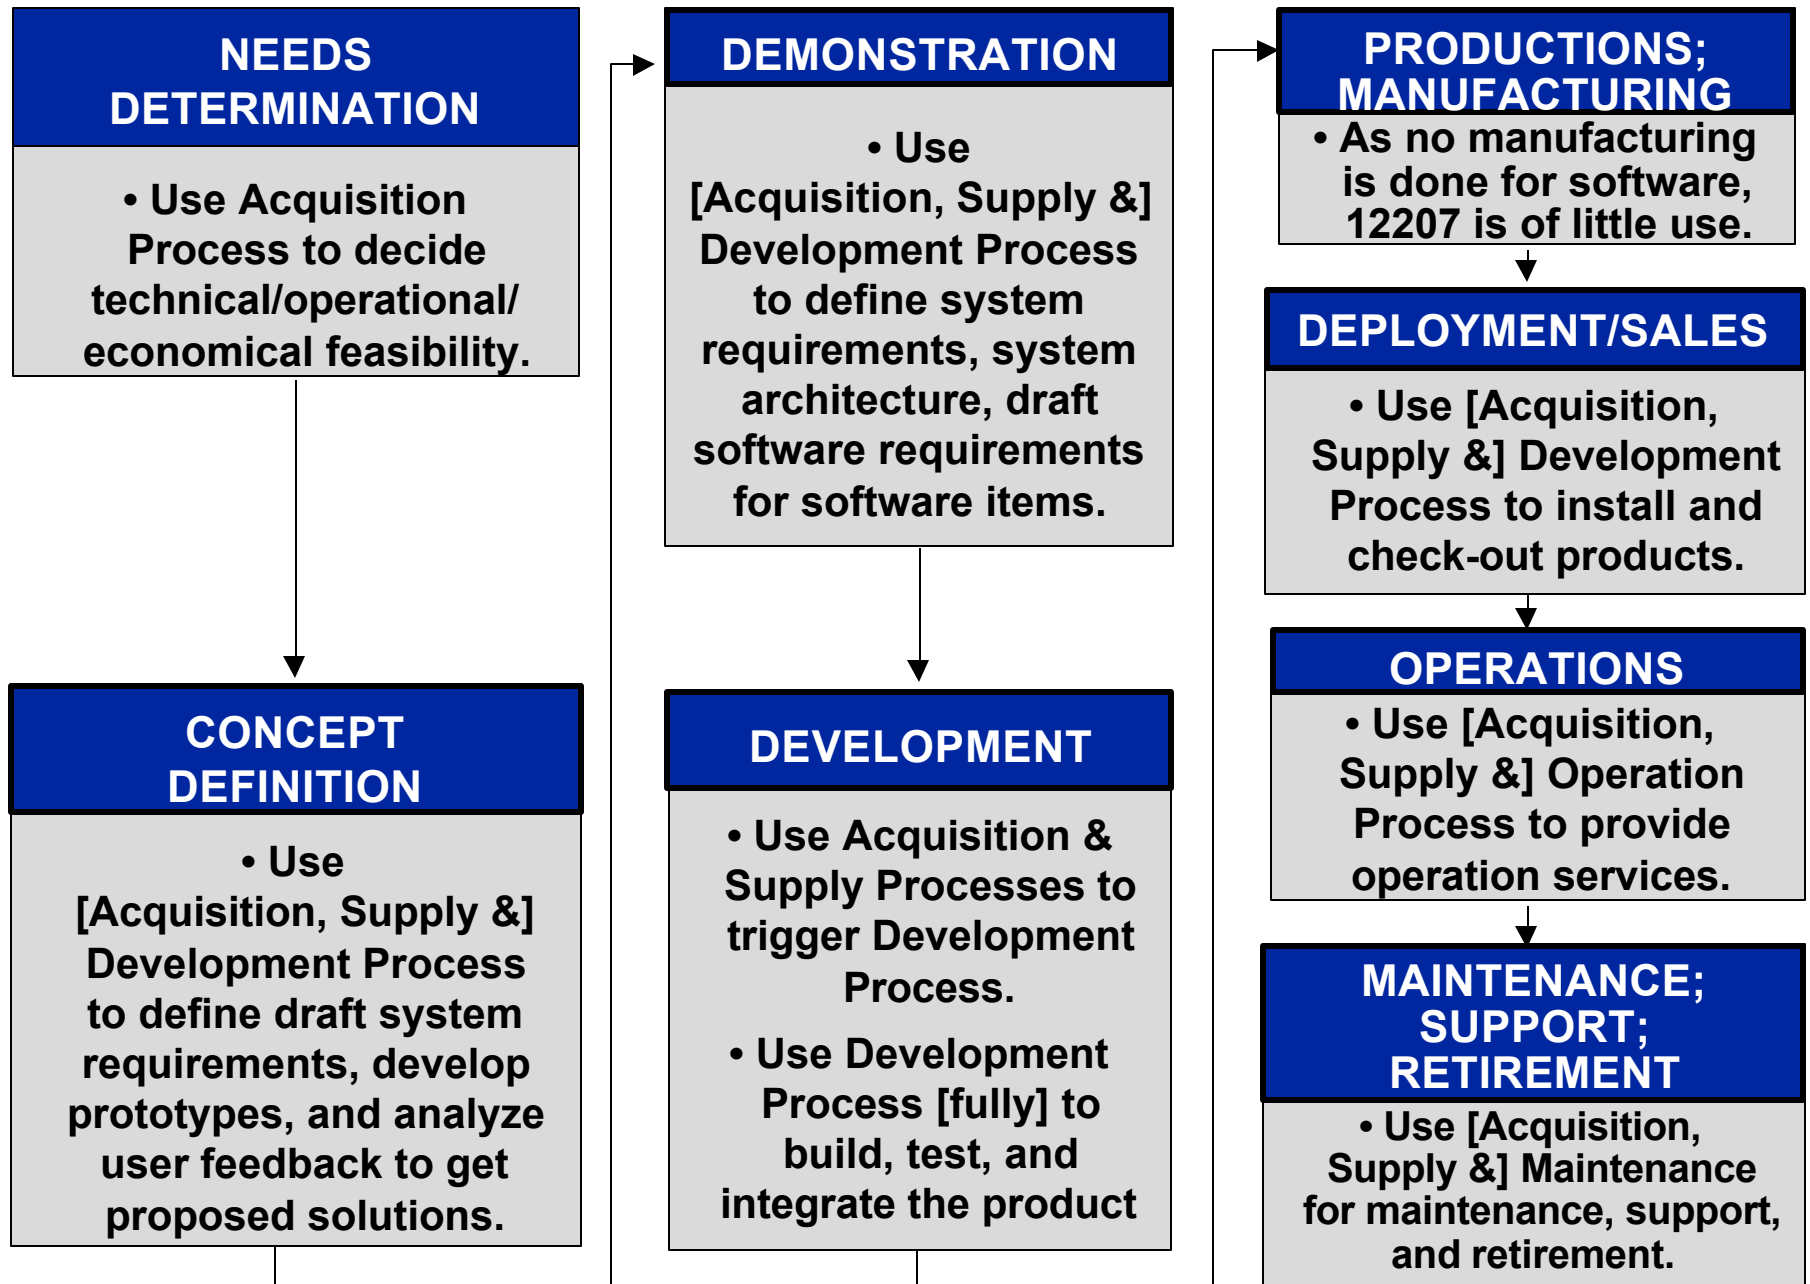 NEEDS
DETERMINATION
• Use Acquisition
Process to decide
technical/operational/
economical feasibility.
CONCEPT
DEFINITION
• Use
[Acquisition, Supply &]
Development Process
to define draft system
requirements, develop
prototypes, and analyze
user feedback to get
proposed solutions.
DEMONSTRATION
• Use
[Acquisition, Supply &]
Development Process
to define system
requirements, system
architecture, draft
software requirements
for software items.
DEVELOPMENT
• Use Acquisition &
Supply Processes to
trigger Development
Process.
• Use Development
Process [fully] to
build, test, and
integrate the product
PRODUCTIONS;
MANUFACTURING
• As no manufacturing
is done for software,
12207 is of little use.
DEPLOYMENT/SALES
• Use [Acquisition,
Supply &] Development
Process to install and
check-out products.
OPERATIONS
• Use [Acquisition,
Supply &] Operation
Process to provide
operation services.
MAINTENANCE;
SUPPORT;
RETIREMENT
• Use [Acquisition,
Supply &] Maintenance
for maintenance, support,
and retirement.